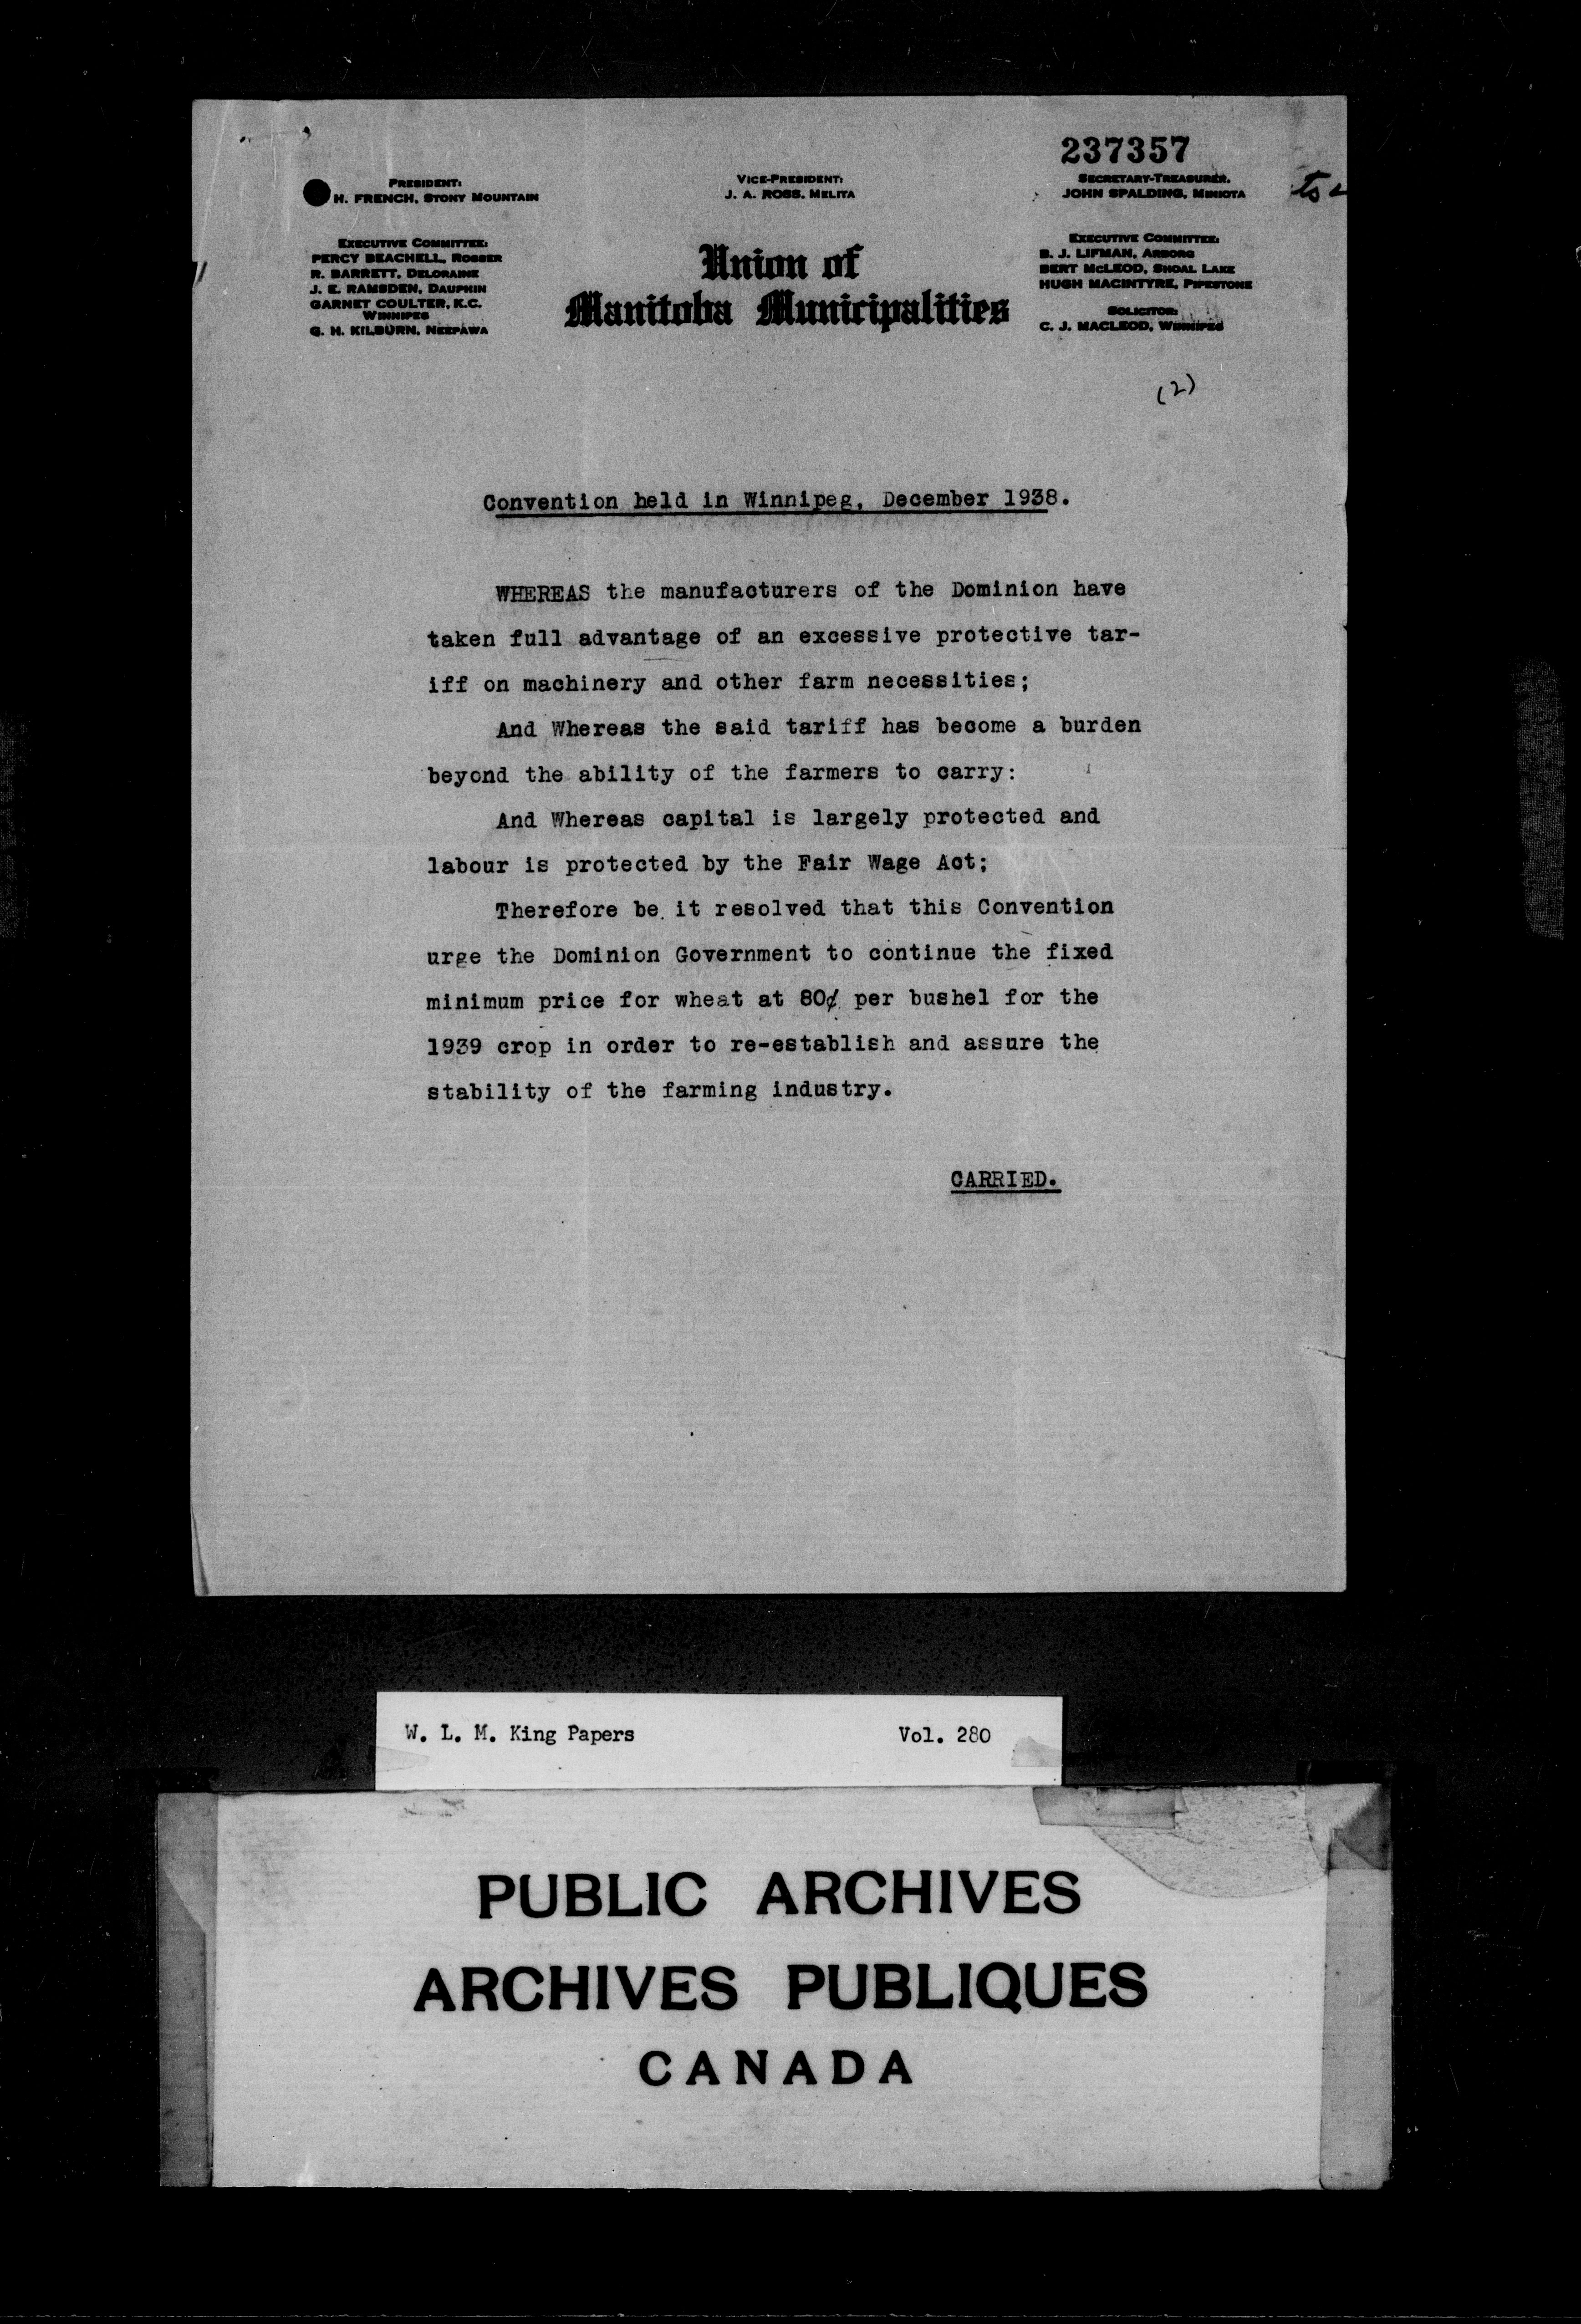 237357
PRESIDENT:
H. FRENCH, STONY MOUNTAIN
VICE-PRESIDENT:
J. A. ROSS, MELITA
SECRETARY-TREASURER.
JOHN SPALDING, MINIOTA
EXECUTIVE COMMITTEE:
PERCY BEACHELL, ROSSER
R. BARRETT, DELORAINE
J. E. RAMSDEN, DAUPHIN
GARNET COULTER, K.C.
WINNIPEG
G. H. KILBURN, NEEPAWA
Union of
Manitoba Municipalities
EXECUTIVE COMMITTEE:
B. J. LIFMAN, ARBORG
BERT McLEOD, SHOAL LAKE
HUGH MACINTYRE, PIPESTONE
SOLICITOR:
C. J. MACLEOD, WINNIPEG
(2)
Convention held in Winnipeg, December 1938.
WHEREAS the manufacturers of the Dominion have
taken full advantage of an excessive protective tar-
iff on machinery and other farm necessities;
And Whereas the said tariff has become a burden
beyond the ability of the farmers to carry:
And Whereas capital is largely protected and
labour is protected by the Fair Wage Act;
Therefore be it resolved that this Convention
urge the Dominion Government to continue the fixed
minimum price for wheat at 80¢ per bushel for the
1939 crop in order to re-establish and assure the
stability of the farming industry.
CARRIED.
W. L. M. King Papers Vol. 280
PUBLIC ARCHIVES
ARCHIVES PUBLIQUES
CANADA